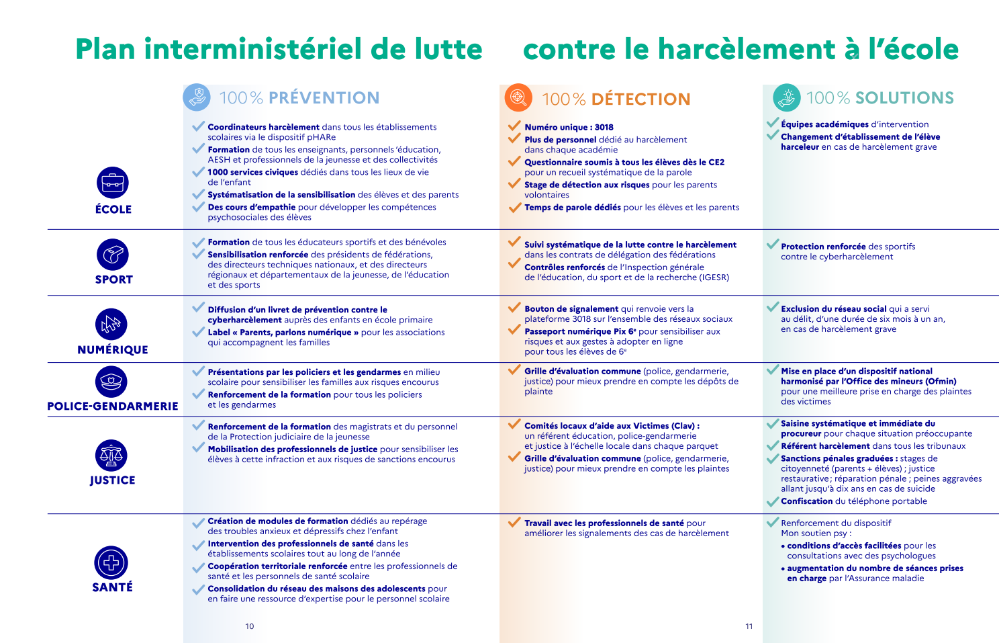 Plan interministériel de lutte contre le harcèlement à l’école
100% PRÉVENTION
100% DÉTECTION
100% SOLUTIONS
ÉCOLE
Coordinateurs harcèlement dans tous les établissements
scolaires via le dispositif pHARe
Formation de tous les enseignants, personnels ’éducation,
AESH et professionnels de la jeunesse et des collectivités
1000 services civiques dédiés dans tous les lieux de vie
de l’enfant
Systématisation de la sensibilisation des élèves et des parents
Des cours d’empathie pour développer les compétences
psychosociales des élèves
Numéro unique : 3018
Plus de personnel dédié au harcèlement
dans chaque académie
Questionnaire soumis à tous les élèves dès le CE2
pour un recueil systématique de la parole
Stage de détection aux risques pour les parents
volontaires
Temps de parole dédiés pour les élèves et les parents
Équipes académiques d’intervention
Changement d’établissement de l’élève
harceleur en cas de harcèlement grave
SPORT
Formation de tous les éducateurs sportifs et des bénévoles
Sensibilisation renforcée des présidents de fédérations,
des directeurs techniques nationaux, et des directeurs
régionaux et départementaux de la jeunesse, de l’éducation
et des sports
Suivi systématique de la lutte contre le harcèlement
dans les contrats de délégation des fédérations
Contrôles renforcés de l’Inspection générale
de l’éducation, du sport et de la recherche (IGESR)
Protection renforcée des sportifs
contre le cyberharcèlement
NUMÉRIQUE
Diffusion d’un livret de prévention contre le
cyberharcèlement auprès des enfants en école primaire
Label « Parents, parlons numérique » pour les associations
qui accompagnent les familles
Bouton de signalement qui renvoie vers la
plateforme 3018 sur l’ensemble des réseaux sociaux
Passeport numérique Pix 6e pour sensibiliser aux
risques et aux gestes à adopter en ligne
pour tous les élèves de 6e
Exclusion du réseau social qui a servi
au délit, d’une durée de six mois à un an,
en cas de harcèlement grave
POLICE-GENDARMERIE
Présentations par les policiers et les gendarmes en milieu
scolaire pour sensibiliser les familles aux risques encourus
Renforcement de la formation pour tous les policiers
et les gendarmes
Grille d’évaluation commune (police, gendarmerie,
justice) pour mieux prendre en compte les dépôts de
plainte
Mise en place d’un dispositif national
harmonisé par l’Office des mineurs (Ofmin)
pour une meilleure prise en charge des plaintes
des victimes
JUSTICE
Renforcement de la formation des magistrats et du personnel
de la Protection judiciaire de la jeunesse
Mobilisation des professionnels de justice pour sensibiliser les
élèves à cette infraction et aux risques de sanctions encourus
Comités locaux d’aide aux Victimes (Clav) :
un référent éducation, police-gendarmerie
et justice à l’échelle locale dans chaque parquet
Grille d’évaluation commune (police, gendarmerie,
justice) pour mieux prendre en compte les plaintes
Saisine systématique et immédiate du
procureur pour chaque situation préoccupante
Référent harcèlement dans tous les tribunaux
Sanctions pénales graduées : stages de
citoyenneté (parents + élèves) ; justice
restaurative ; réparation pénale ; peines aggravées
allant jusqu’à dix ans en cas de suicide
Confiscation du téléphone portable
SANTÉ
Création de modules de formation dédiés au repérage
des troubles anxieux et dépressifs chez l’enfant
Intervention des professionnels de santé dans les
établissements scolaires tout au long de l’année
Coopération territoriale renforcée entre les professionnels de
santé et les personnels de santé scolaire
Consolidation du réseau des maisons des adolescents pour
en faire une ressource d’expertise pour le personnel scolaire
Travail avec les professionnels de santé pour
améliorer les signalements des cas de harcèlement
Renforcement du dispositif
Mon soutien psy :
• conditions d’accès facilitées pour les
consultations avec des psychologues
• augmentation du nombre de séances prises
en charge par l’Assurance maladie
10
11